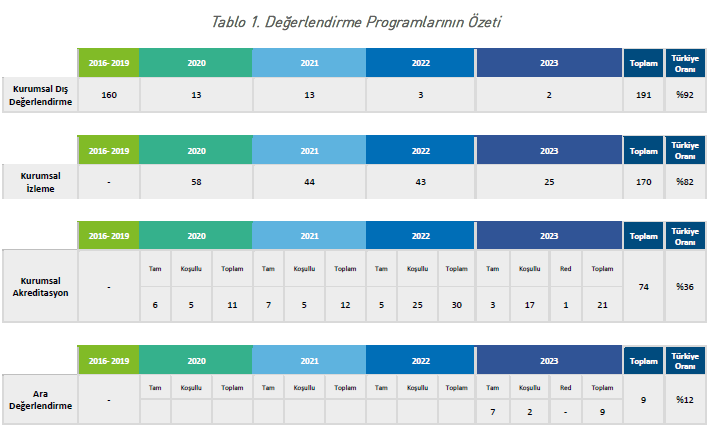 Tablo 1. Değerlendirme Programlarının Özeti
2016- 2019 2020 2021 2022 2023 Toplam Türkiye Oranı
Kurumsal Dış Değerlendirme 160 13 13 3 2 191 %92
2016- 2019 2020 2021 2022 2023 Toplam Türkiye Oranı
Kurumsal İzleme - 58 44 43 25 170 %82
2016- 2019 2020 2021 2022 2023 Toplam Türkiye Oranı
Tam Koşullu Toplam Tam Koşullu Toplam Tam Koşullu Toplam Tam Koşullu Red Toplam
Kurumsal Akreditasyon - 6 5 11 7 5 12 5 25 30 3 17 1 21 74 %36
2016- 2019 2020 2021 2022 2023 Toplam Türkiye Oranı
Tam Koşullu Toplam Tam Koşullu Toplam Tam Koşullu Toplam Tam Koşullu Red Toplam
Ara Değerlendirme - 7 2 - 9 9 %12